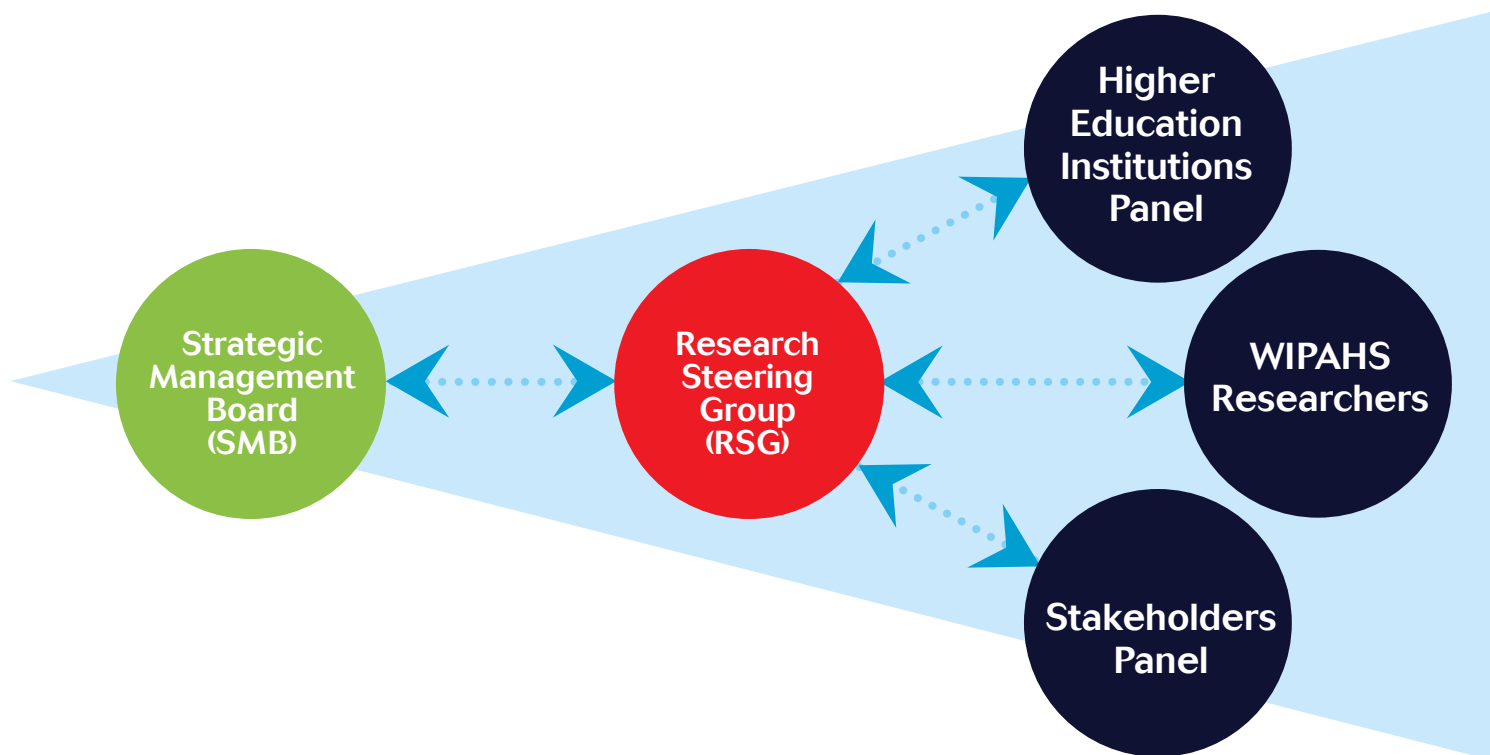 Strategic
Management
Board
(SMB)
Research
Steering
Group
(RSG)
Higher
Education
Institutions
Panel
WIPAHS
Researchers
Stakeholders
Panel